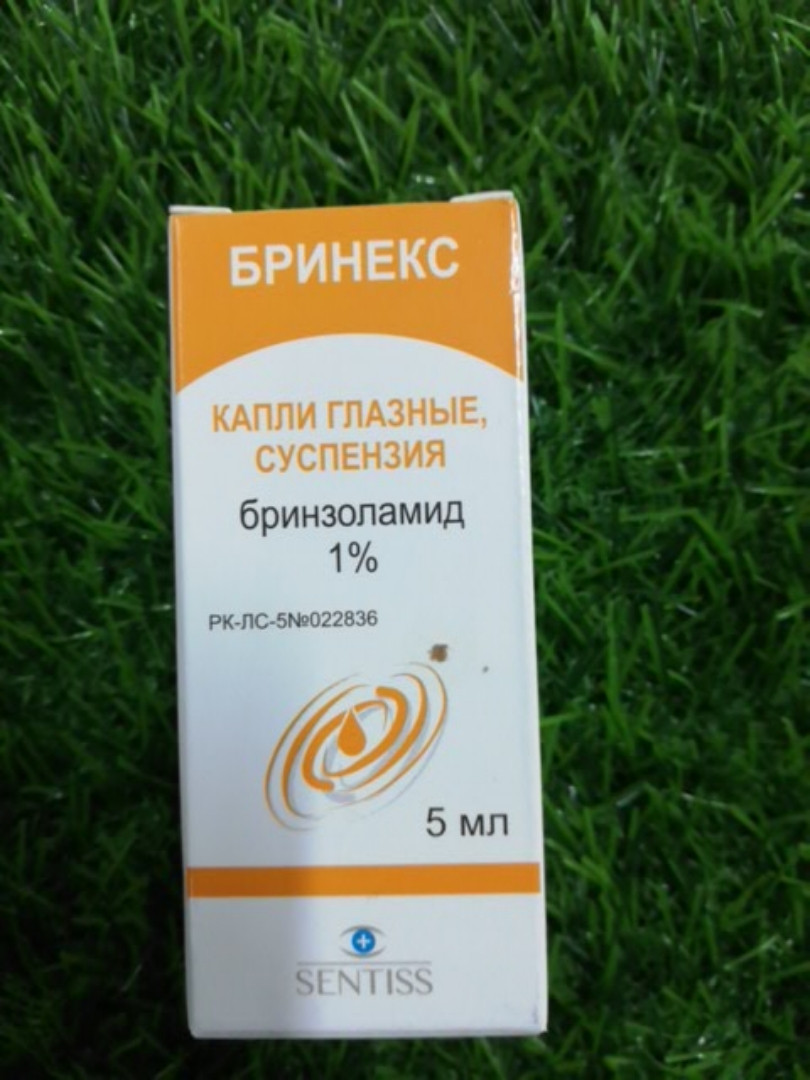 БРИНЕКС
КАПЛИ ГЛАЗНЫЕ,
СУСПЕНЗИЯ
бринзоламид
1%
РК-ЛС-5№022836
5 мл
SENTISS